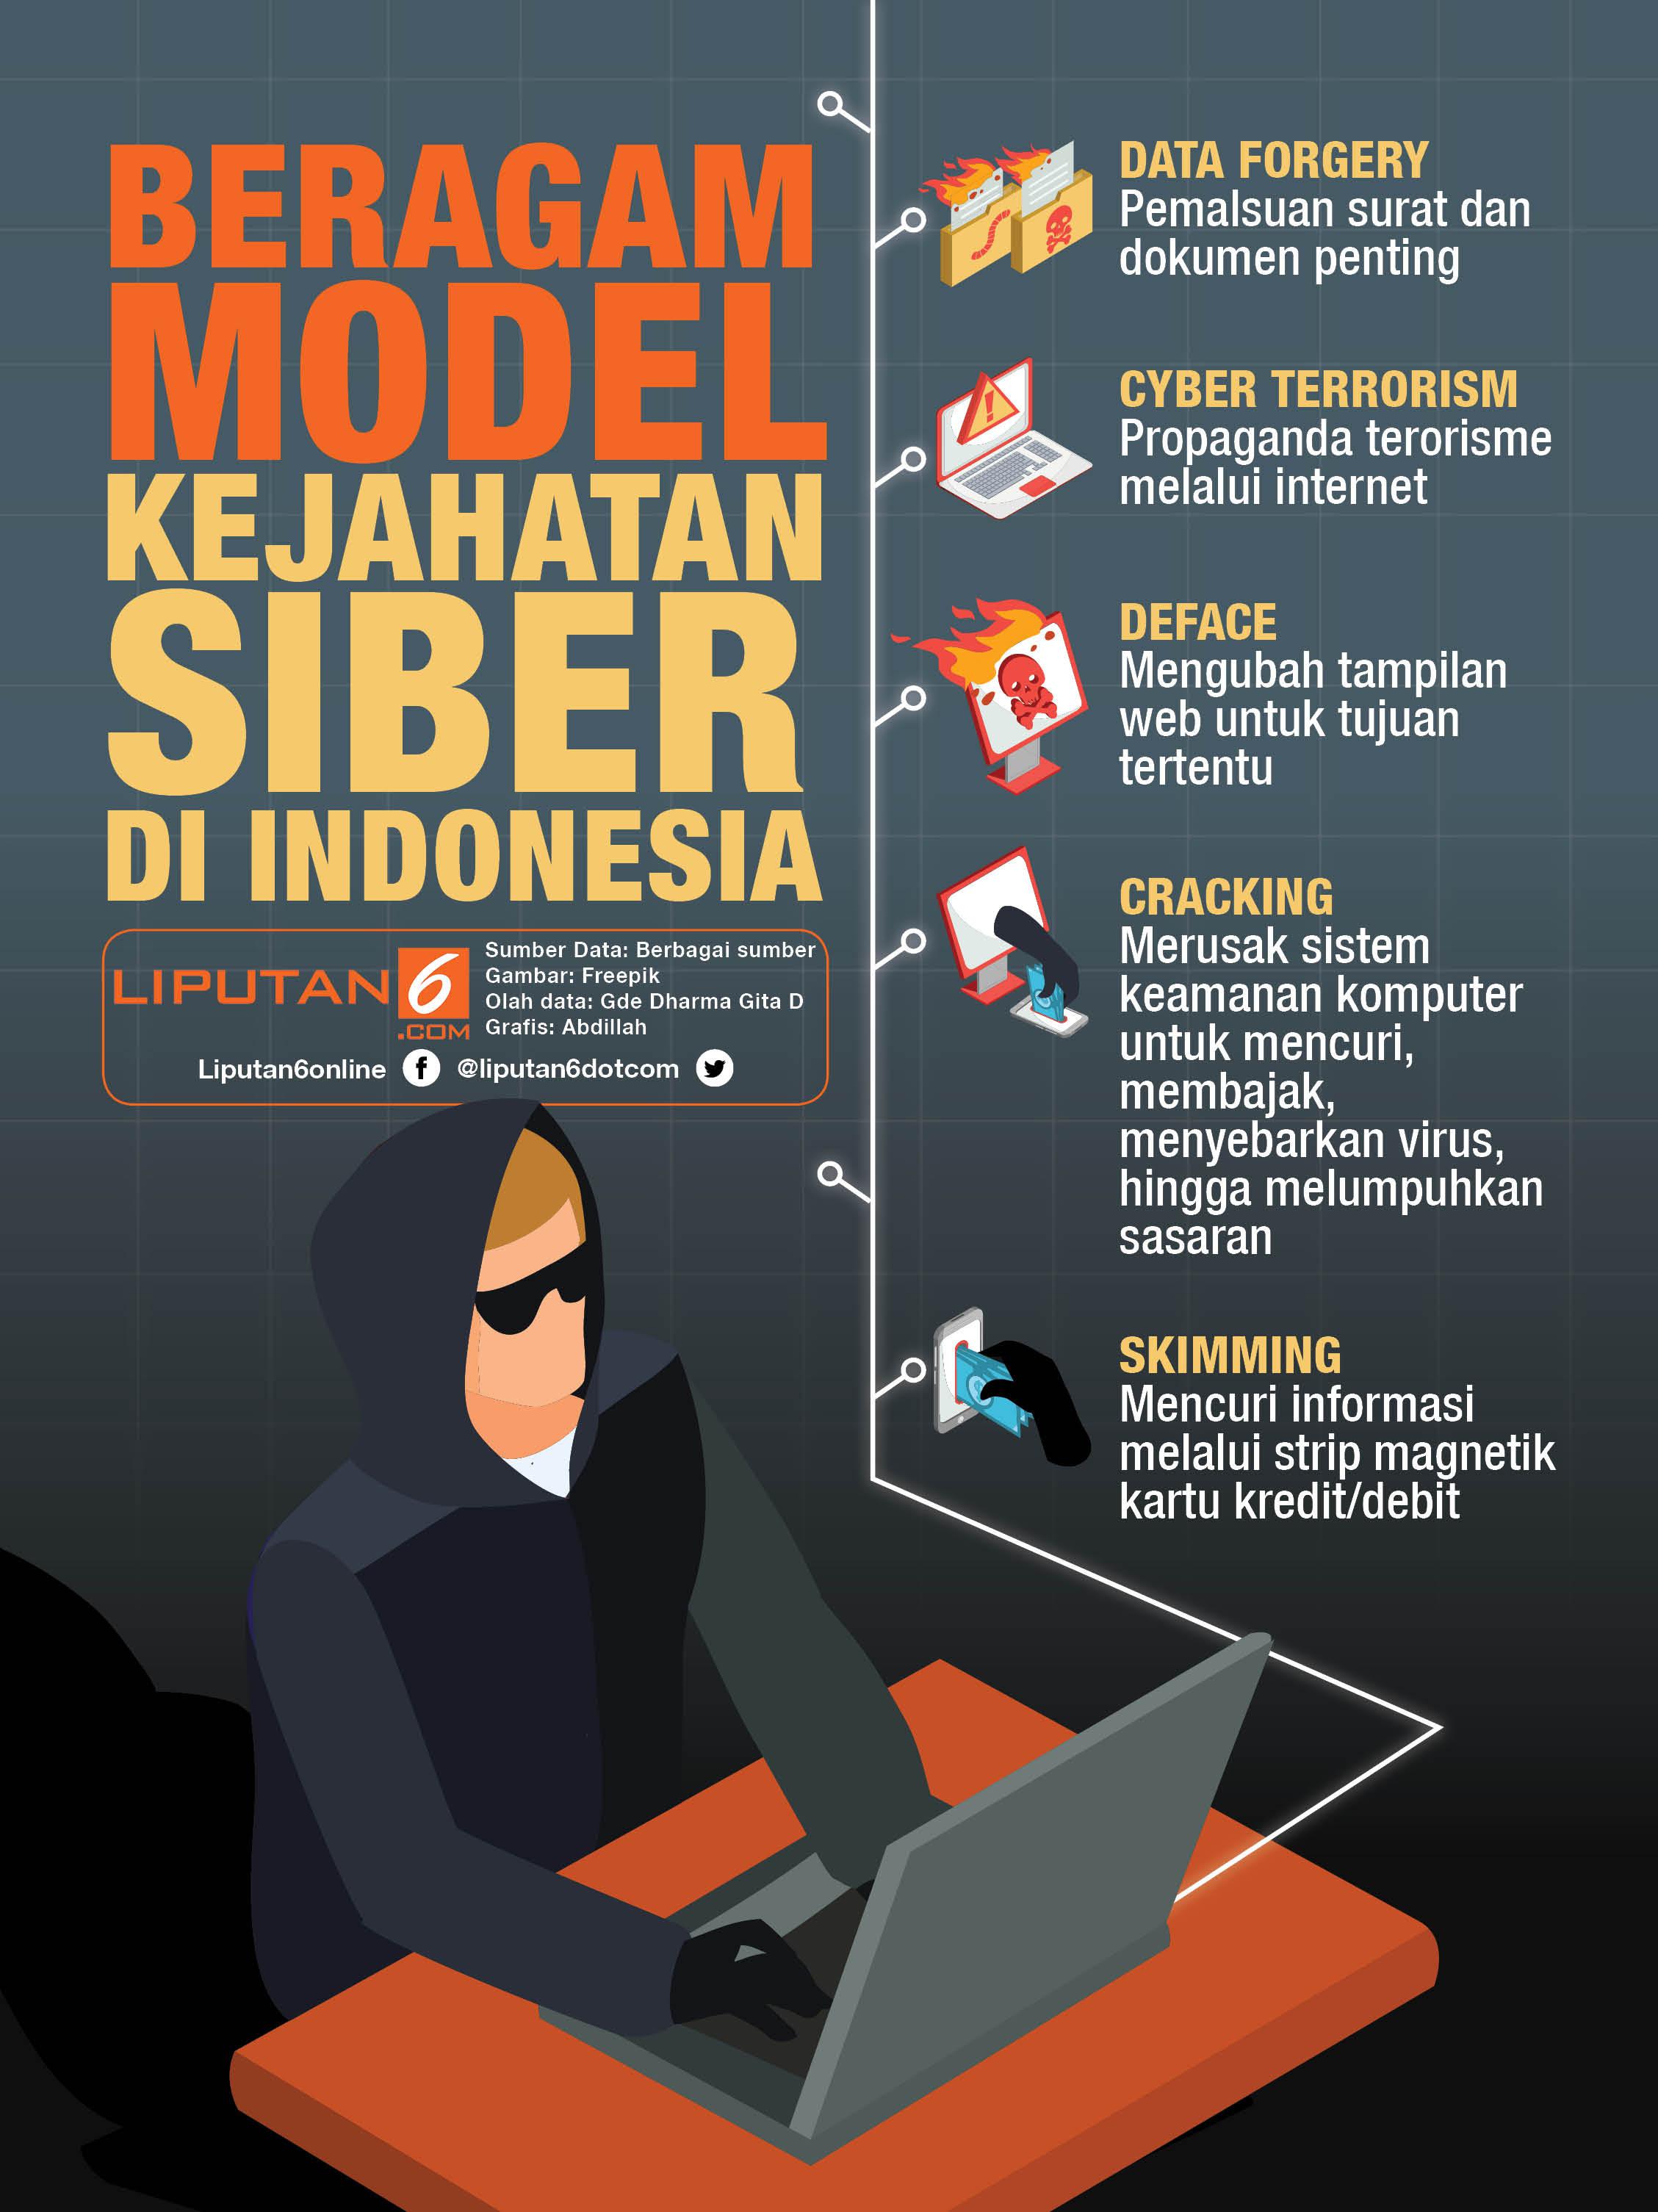 BERAGAM
MODEL
KEJAHATAN
SIBER
DI INDONESIA
LIPUTAN 6
.COM
Sumber Data: Berbagai sumber
Gambar: Freepik
Olah data: Gde Dharma Gita D
Grafis: Abdillah
Liputan6online f @liputan6dotcom
DATA FORGERY
Pemalsuan surat dan
dokumen penting
CYBER TERRORISM
Propaganda terorisme
melalui internet
DEFACE
Mengubah tampilan
web untuk tujuan
tertentu
CRACKING
Merusak sistem
keamanan komputer
untuk mencuri,
membajak,
menyebarkan virus,
hingga melumpuhkan
sasaran
SKIMMING
Mencuri informasi
melalui strip magnetik
kartu kredit/debit